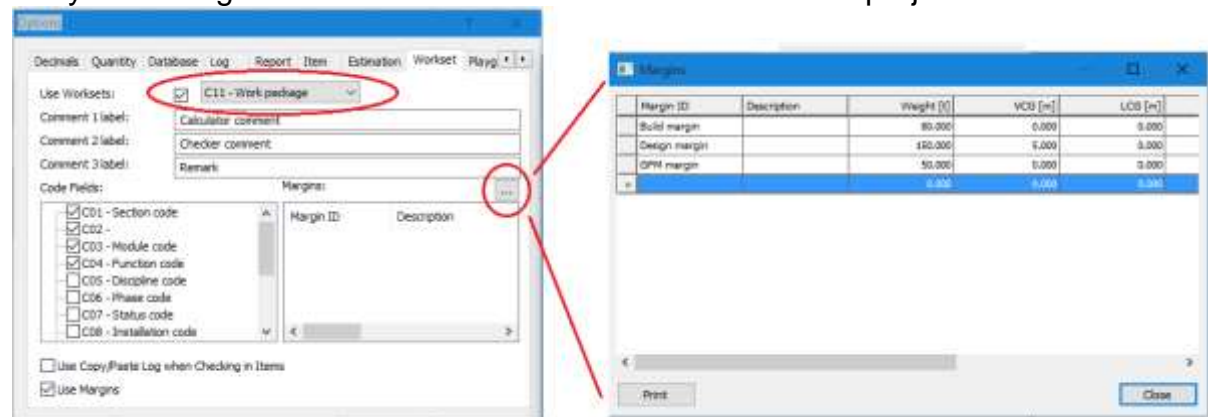 Options
Decimals Quantity Database Log Report Item Estimation Workset Playg
Use Worksets: C11 - Work package
Comment 1 label: Calculator comment
Comment 2 label: Checker comment
Comment 3 label: Remark
Code Fields: Margins: ...
C01 - Section code
C02 -
C03 - Module code
C04 - Function code
C05 - Discipline code
C06 - Phase code
C07 - Status code
C08 - Installation code
Margin ID Description
Use Copy/Paste Log when Checking in Items
Use Margins
Margins
Margin ID Description Weight [t] VCG [m] LCG [m]
Build margin 80.000 0.000 0.000
Design margin 150.000 5.000 0.000
GPM margin 50.000 0.000 0.000
0.000 0.000 0.000
Print Close